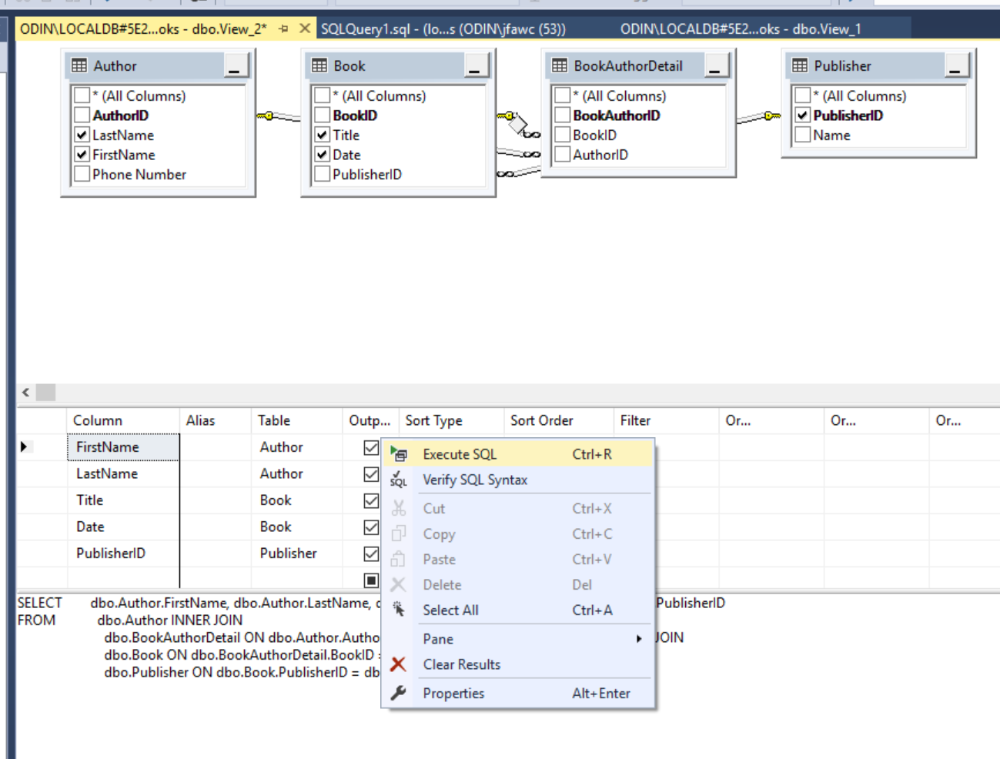 ODIN\LOCALDB#5E2...oks - dbo.View_2*
SQLQuery1.sql - (lo...s (ODIN\jfawc (53))
ODIN\LOCALDB#5E2...oks - dbo.View_1
Author
* (All Columns)
AuthorID
LastName
FirstName
Phone Number
Book
* (All Columns)
BookID
Title
Date
PublisherID
BookAuthorDetail
* (All Columns)
BookAuthorID
BookID
AuthorID
Publisher
* (All Columns)
PublisherID
Name
Column Alias Table Outp... Sort Type Sort Order Filter Or... Or... Or...
FirstName Author
LastName Author
Title Book
Date Book
PublisherID Publisher
Execute SQL Ctrl+R
SQL Verify SQL Syntax
Cut Ctrl+X
Copy Ctrl+C
Paste Ctrl+V
Delete Del
Select All Ctrl+A
Pane
Clear Results
Properties Alt+Enter
SELECT dbo.Author.FirstName, dbo.Author.LastName, PublisherID
FROM dbo.Author INNER JOIN
dbo.BookAuthorDetail ON dbo.Author.Autho JOIN
dbo.Book ON dbo.BookAuthorDetail.BookID =
dbo.Publisher ON dbo.Book.PublisherID = db